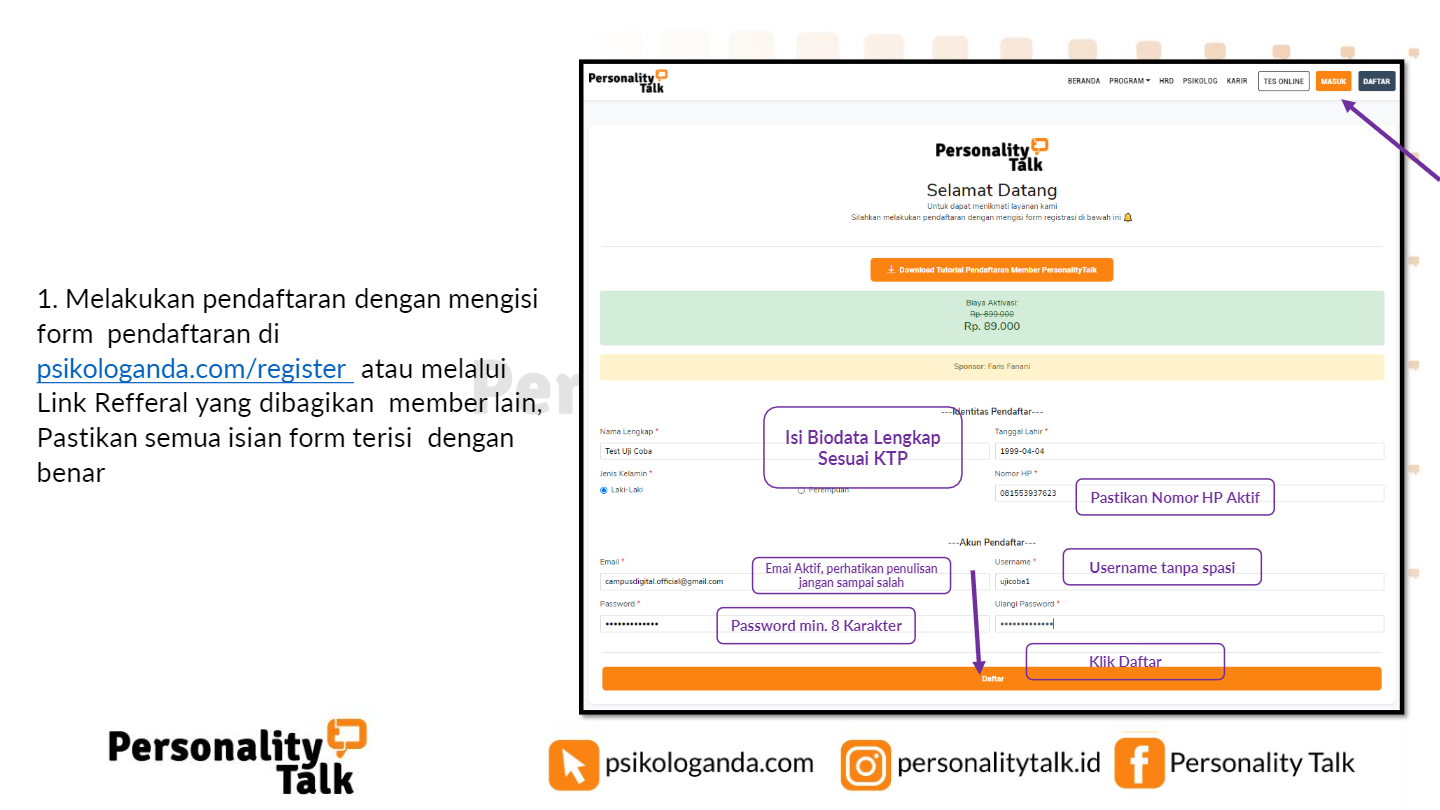 1. Melakukan pendaftaran dengan mengisi
form pendaftaran di
psikologanda.com/register atau melalui
Link Refferal yang dibagikan member lain,
Pastikan semua isian form terisi dengan
benar
Personality
Talk
BERANDA PROGRAM HRD PSIKOLOG KARIR TES ONLINE MASUK DAFTAR
Personality
Talk
Selamat Datang
Untuk dapat menikmati layanan kami
Silahkan melakukan pendaftaran dengan mengisi form registrasi di bawah ini
Download Tutorial Pendaftaran Member PersonalityTalk
Biaya Aktivasi:
Rp. 899.000
Rp. 89.000
Sponsor: Faris Fanani
---Identitas Pendaftar---
Nama Lengkap * Tanggal Lahir *
Isi Biodata Lengkap
Sesuai KTP
Test Uji Coba 1999-04-04
Jenis Kelamin * Nomor HP *
Laki-Laki Perempuan 081553937623
Pastikan Nomor HP Aktif
---Akun Pendaftar---
Email * Username *
Emai Aktif, perhatikan penulisan
jangan sampai salah
Username tanpa spasi
campusdigital.official@gmail.com ujicoba1
Password * Ulangi Password *
••••••••••••• •••••••••••••
Password min. 8 Karakter
Klik Daftar
Daftar
Per
Personality
Talk
psikologanda.com personalitytalk.id Personality Talk